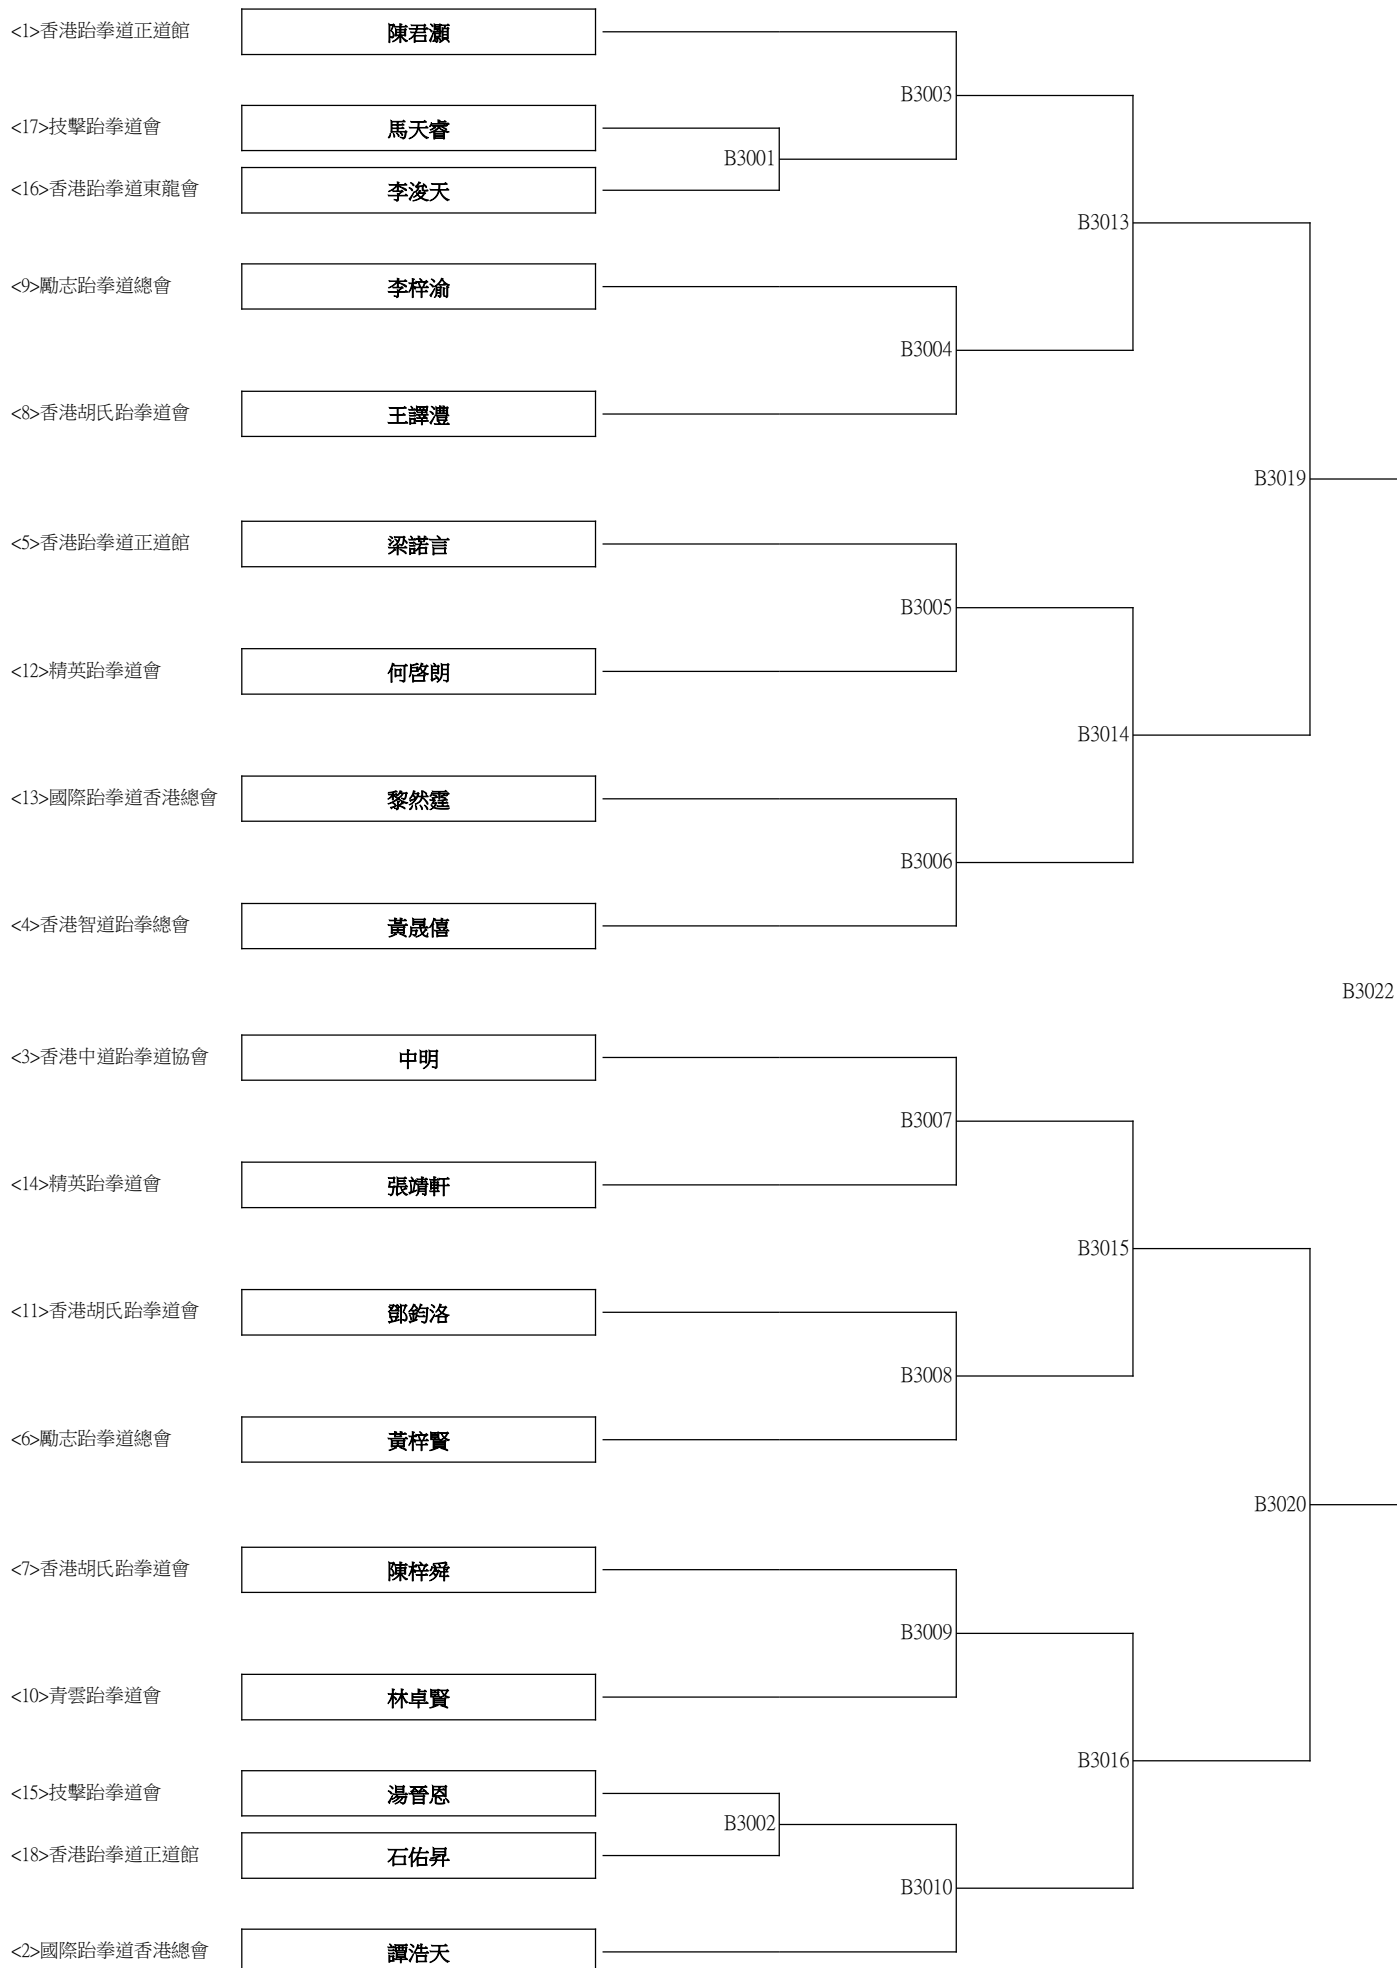 <1>香港跆拳道正道館 陳君灝
B3003
<17>技擊跆拳道會 馬天睿
B3001
<16>香港跆拳道東龍會 李浚天
B3013
<9>勵志跆拳道總會 李梓渝
B3004
<8>香港胡氏跆拳道會 王譯澧
B3019
<5>香港跆拳道正道館 梁諾言
B3005
<12>精英跆拳道會 何啓朗
B3014
<13>國際跆拳道香港總會 黎然霆
B3006
<4>香港智道跆拳總會 黃晟僖
B3022
<3>香港中道跆拳道協會 中明
B3007
<14>精英跆拳道會 張靖軒
B3015
<11>香港胡氏跆拳道會 鄧鈞洛
B3008
<6>勵志跆拳道總會 黃梓賢
B3020
<7>香港胡氏跆拳道會 陳梓舜
B3009
<10>青雲跆拳道會 林卓賢
B3016
<15>技擊跆拳道會 湯晉恩
B3002
<18>香港跆拳道正道館 石佑昇
B3010
<2>國際跆拳道香港總會 譚浩天